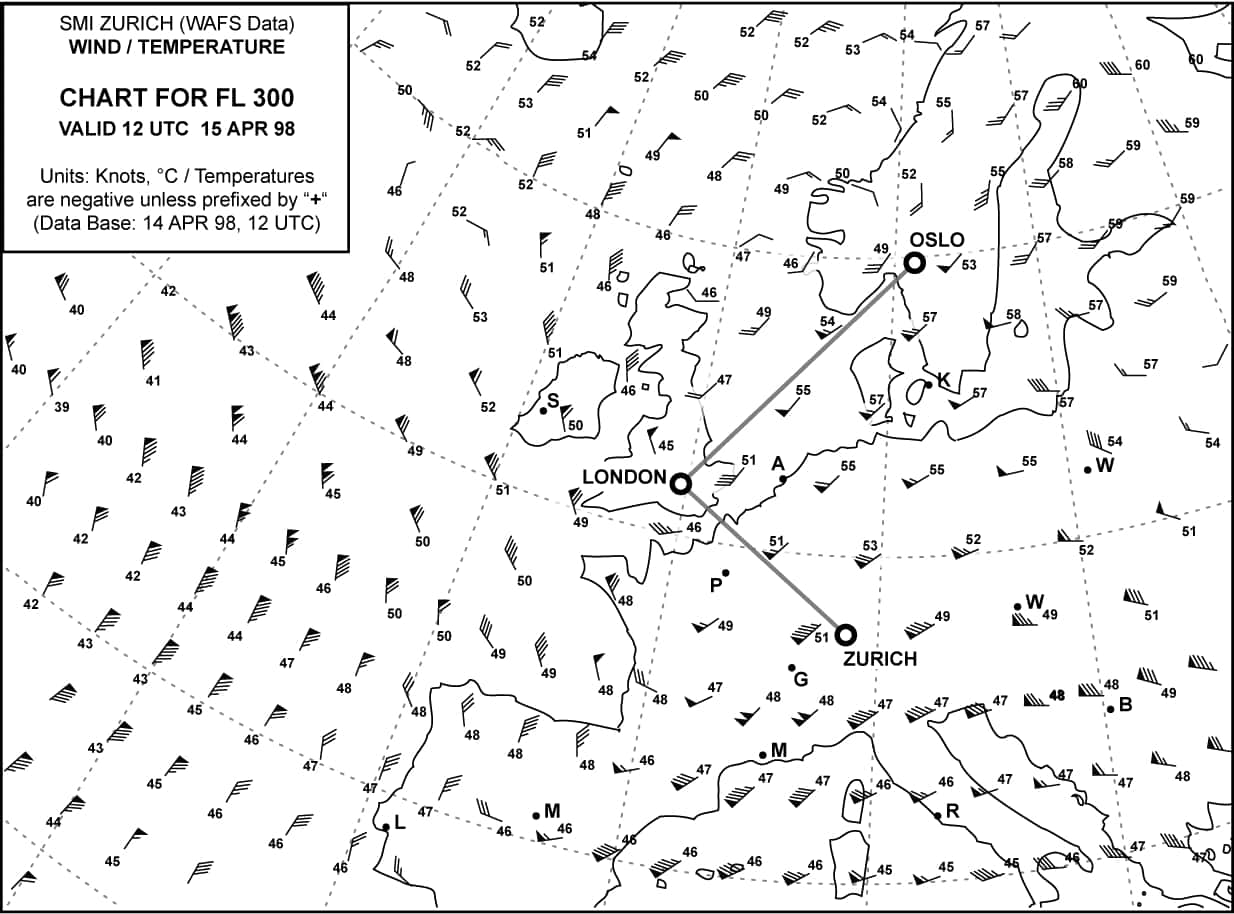 SMI ZURICH (WAFS Data)
WIND / TEMPERATURE
CHART FOR FL 300
VALID 12 UTC 15 APR 98
Units: Knots, °C / Temperatures
are negative unless prefixed by “+“
(Data Base: 14 APR 98, 12 UTC)
52 52 57
54 52 53 54
52 54 60 60
52 60
50 53 50 57
51 50 52 54 55 59
52 49 59
52 48 50 52 55 58
46 49
52 48 46 59
59
47 49 OSLO 57
51 46 53
48 46 59
40 42 44 53 46 49 54 57 58 57
43 51
40 41 48 46 47 57
39 44 52 55 K
40 44 S 50 57 57 57
49 45 54 54
42 51 A 55 55 55 W
LONDON
40 43 45 51 49
42 44 50 46 51 53 52 52 51
42 45 46 50
42 44 50 50 48 P W 49 51
43 44 47 49 49 49 51 49
ZURICH
43 48 48 48 47 G 48 49
45 48 48 48 48 47 47 48 B
43 46 48 48 M
45 47 47 46 47 47 47 46 47 47 47 48
44 46 47 46 L M 46 46 R
45 46 46 46 46 46 46 47 47
46 45 45 45